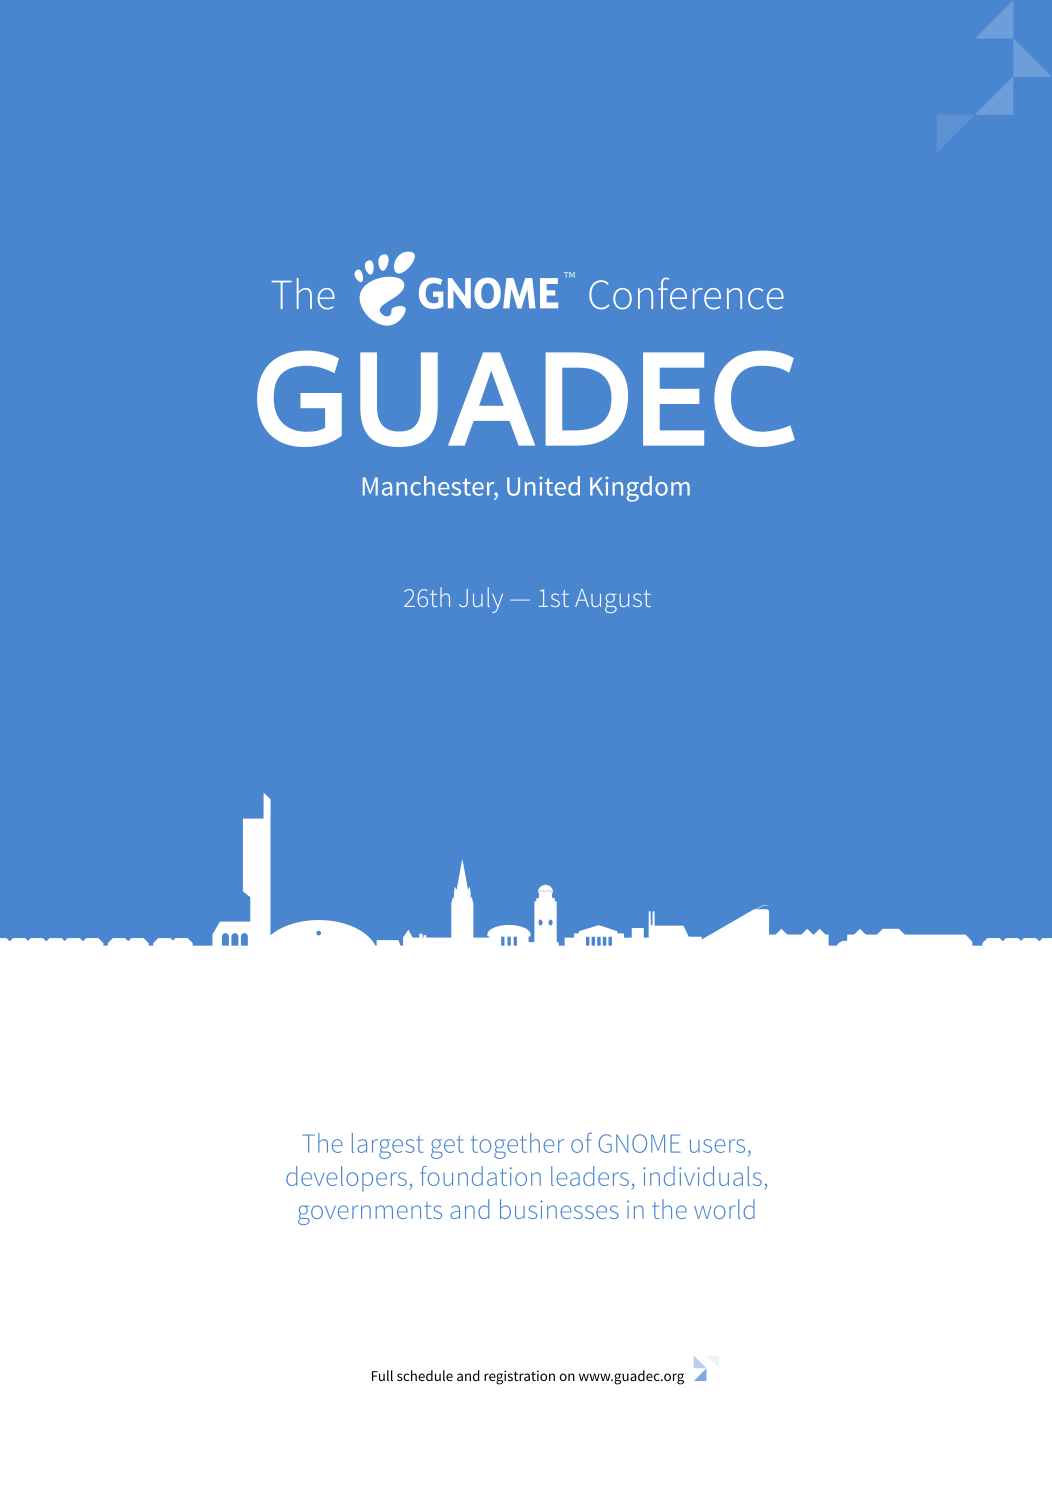 The GNOME™ Conference
GUADEC
Manchester, United Kingdom
26th July — 1st August
The largest get together of GNOME users,
developers, foundation leaders, individuals,
governments and businesses in the world
Full schedule and registration on www.guadec.org